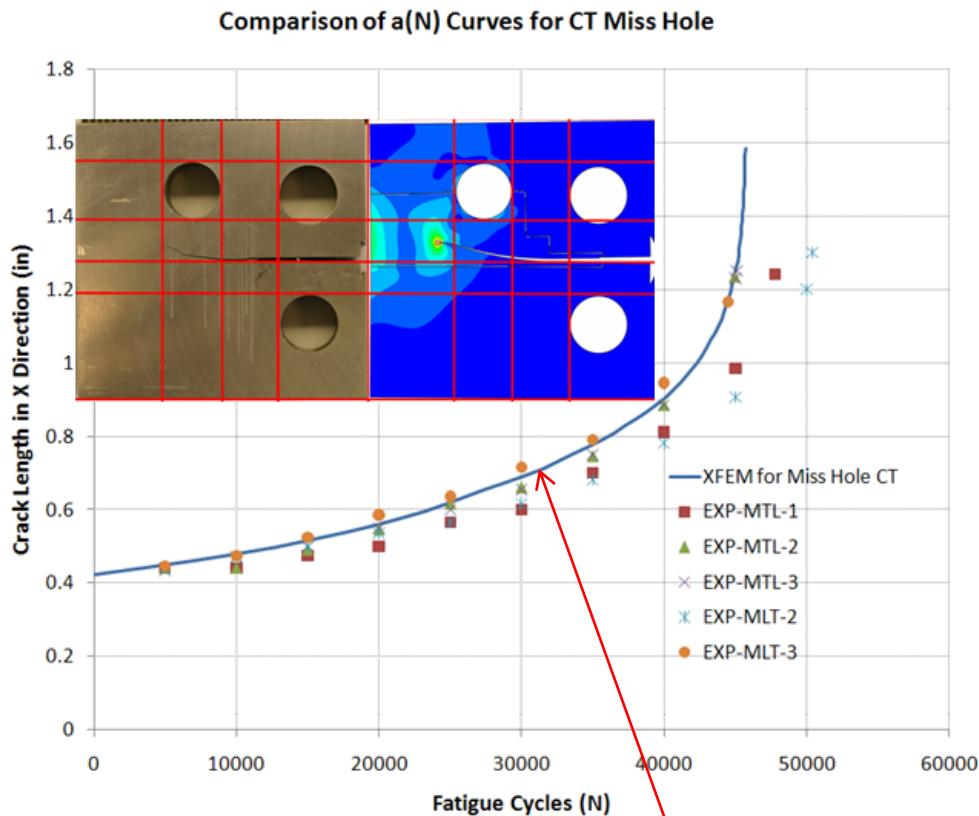 Comparison of a(N) Curves for CT Miss Hole
Crack Length in X Direction (in)
1.8
1.6
1.4
1.2
1
0.8
0.6
0.4
0.2
0
XFEM for Miss Hole CT
EXP-MTL-1
EXP-MTL-2
EXP-MTL-3
EXP-MLT-2
EXP-MLT-3
0 10000 20000 30000 40000 50000 60000
Fatigue Cycles (N)